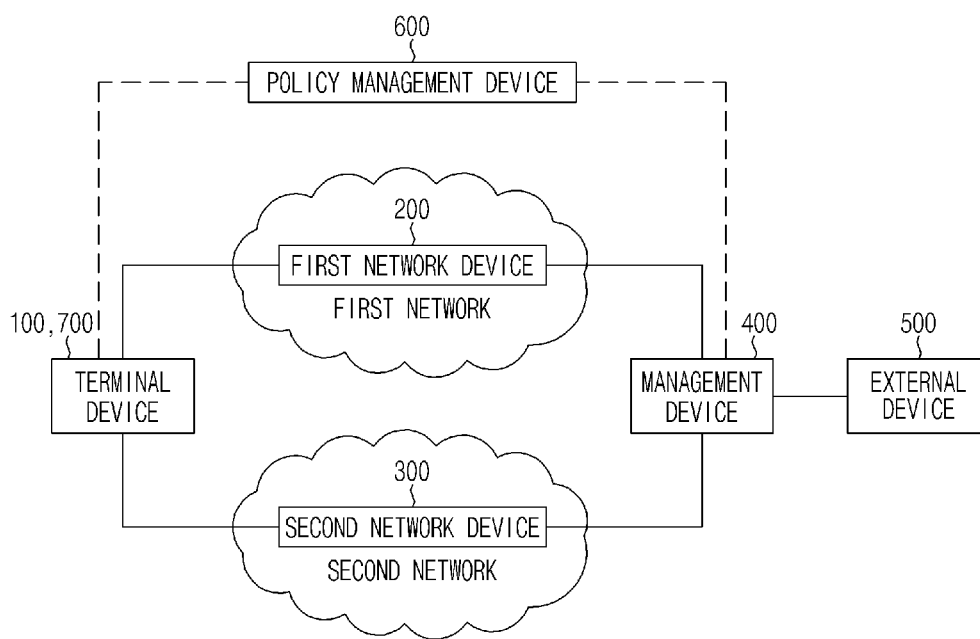 600
POLICY MANAGEMENT DEVICE
200
FIRST NETWORK DEVICE
FIRST NETWORK
100,700
TERMINAL
DEVICE
400
MANAGEMENT
DEVICE
500
EXTERNAL
DEVICE
300
SECOND NETWORK DEVICE
SECOND NETWORK